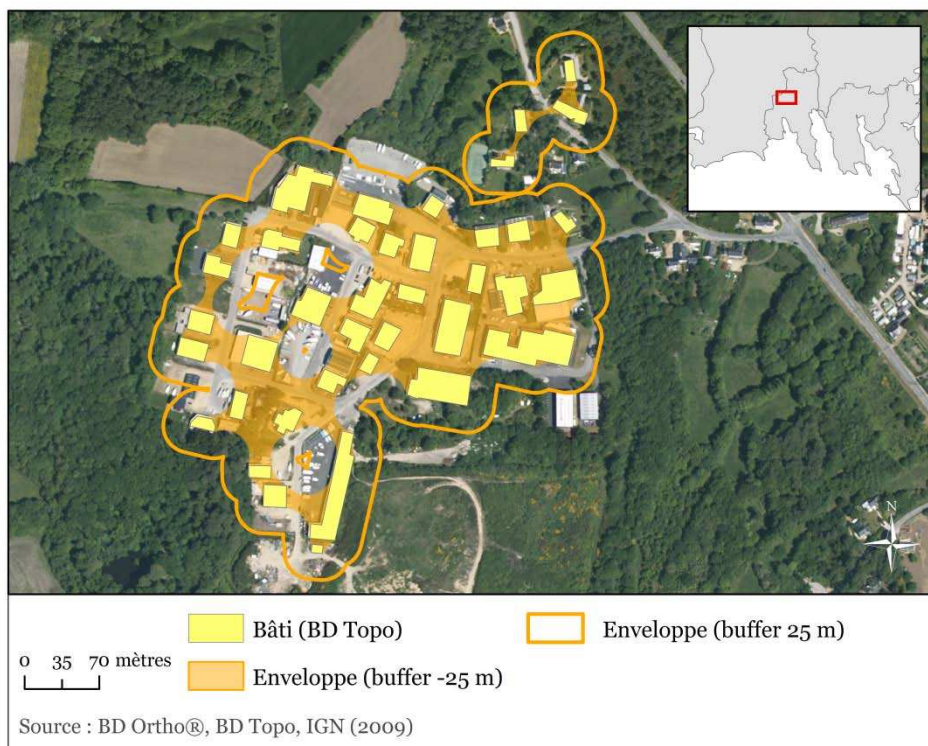 N
Bâti (BD Topo)
Enveloppe (buffer 25 m)
0 35 70 mètres
Enveloppe (buffer -25 m)
Source : BD Ortho®, BD Topo, IGN (2009)